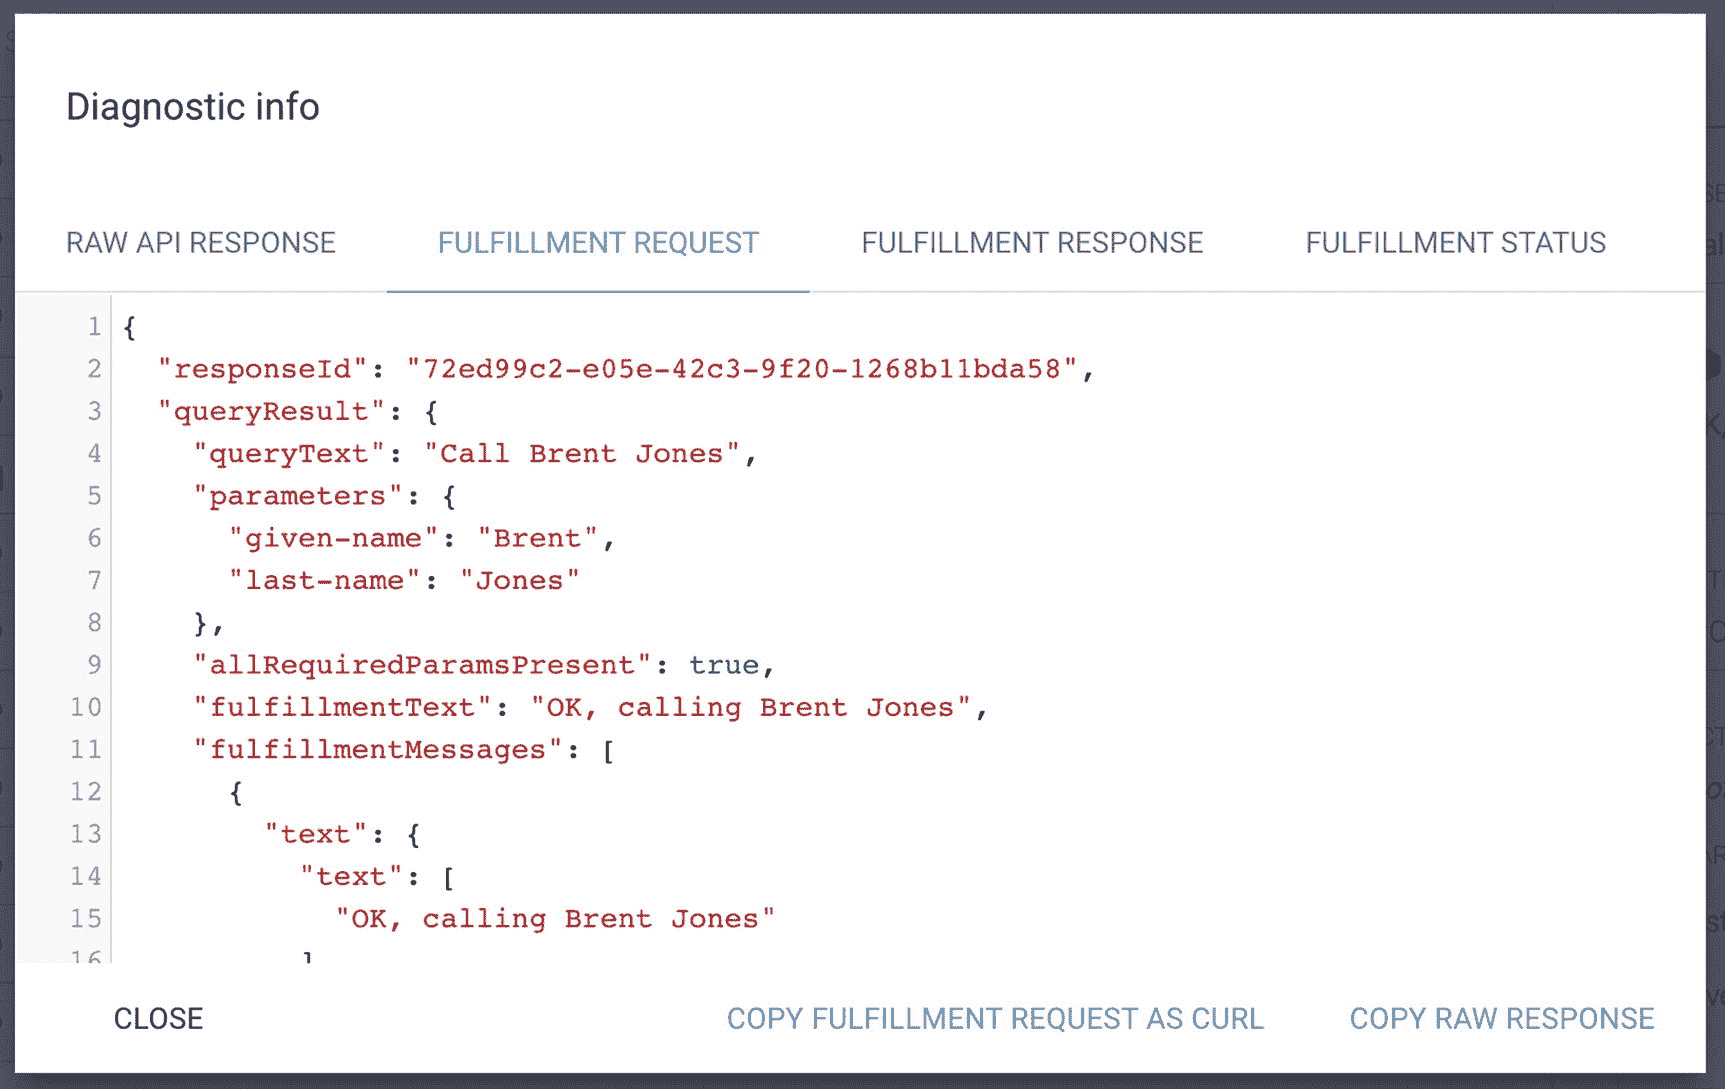 Diagnostic info
RAW API RESPONSE FULFILLMENT REQUEST FULFILLMENT RESPONSE FULFILLMENT STATUS
1 {
2 "responseId": "72ed99c2-e05e-42c3-9f20-1268b11bda58",
3 "queryResult": {
4 "queryText": "Call Brent Jones",
5 "parameters": {
6 "given-name": "Brent",
7 "last-name": "Jones"
8 },
9 "allRequiredParamsPresent": true,
10 "fulfillmentText": "OK, calling Brent Jones",
11 "fulfillmentMessages": [
12 {
13 "text": {
14 "text": [
15 "OK, calling Brent Jones"
16 ]
CLOSE COPY FULFILLMENT REQUEST AS CURL COPY RAW RESPONSE